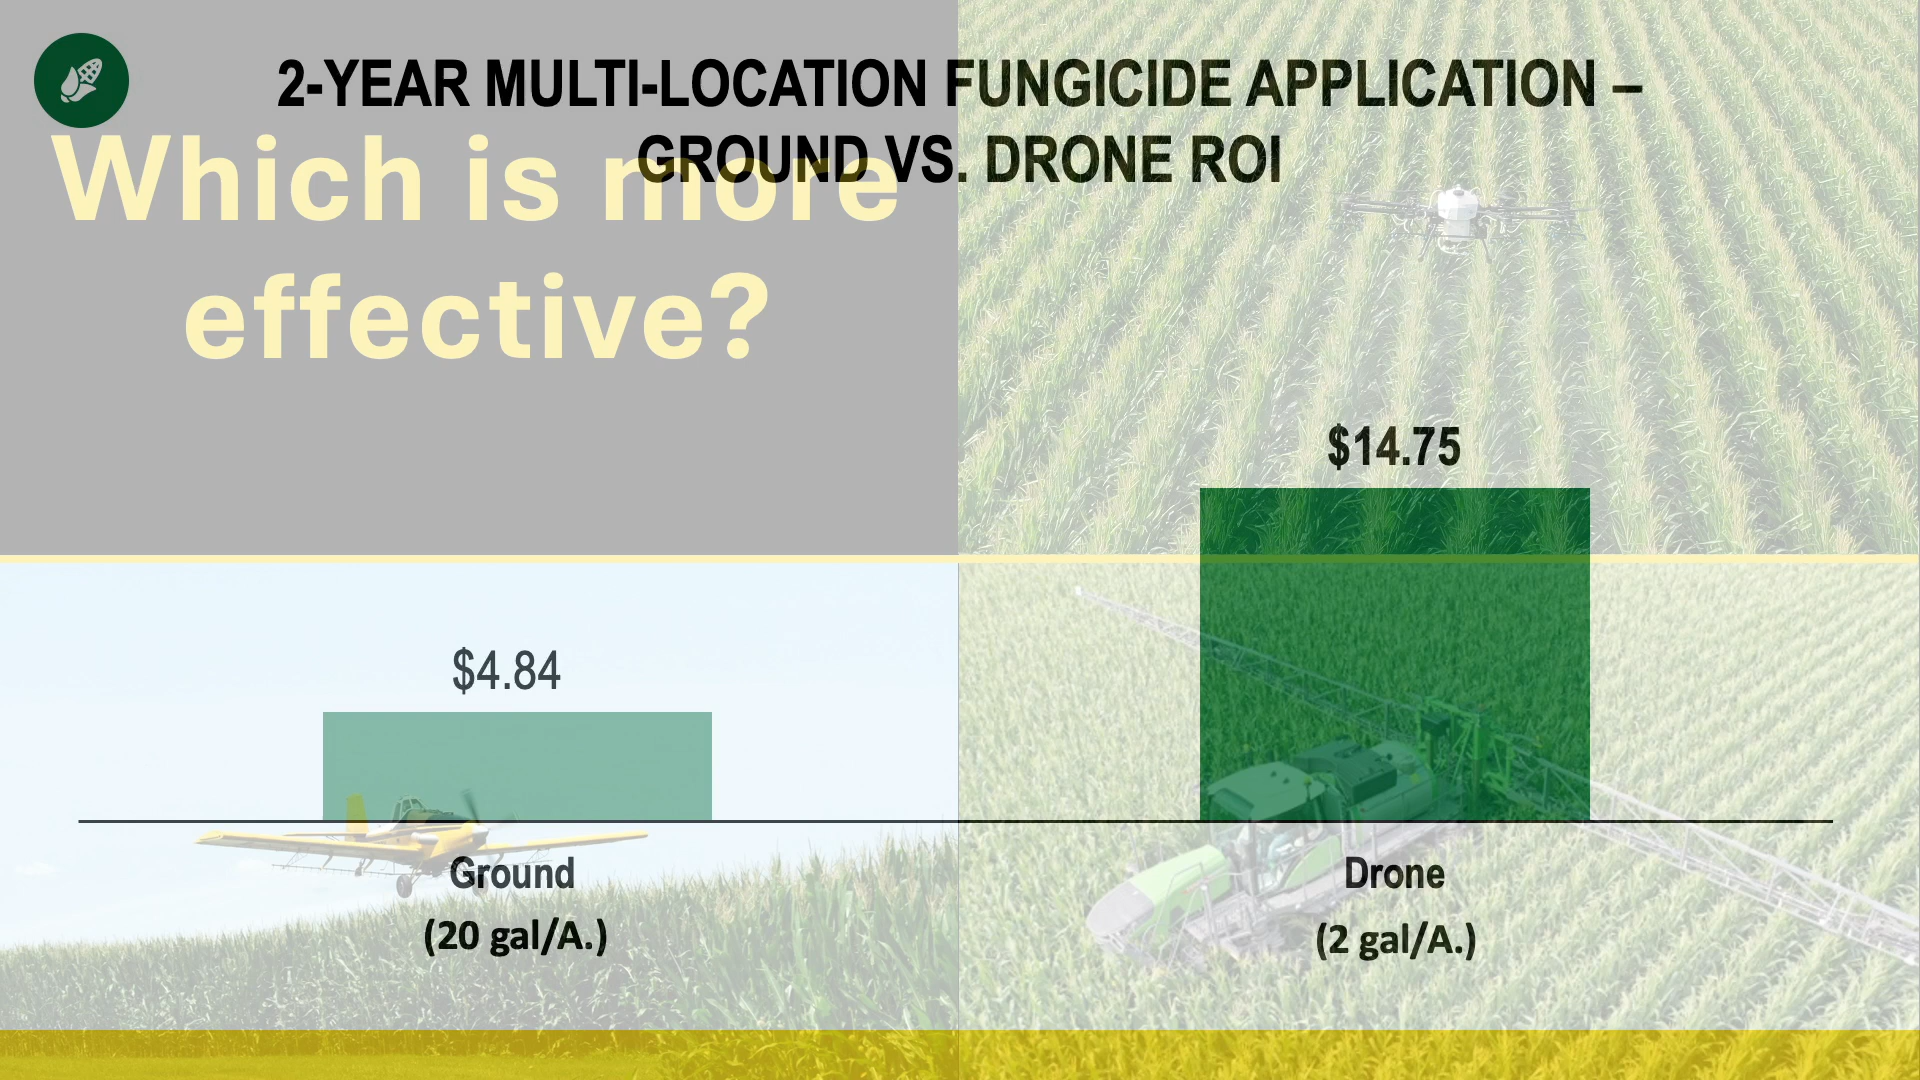 2-YEAR MULTI-LOCATION FUNGICIDE APPLICATION –
GROUND VS. DRONE ROI
Which is more
effective?
$14.75
$4.84
Ground
(20 gal/A.)
Drone
(2 gal/A.)